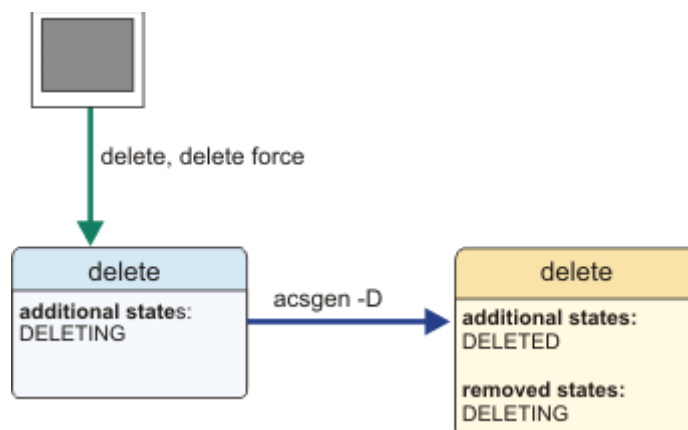 delete, delete force
delete
additional states:
DELETING
acsgen -D
delete
additional states:
DELETED
removed states:
DELETING